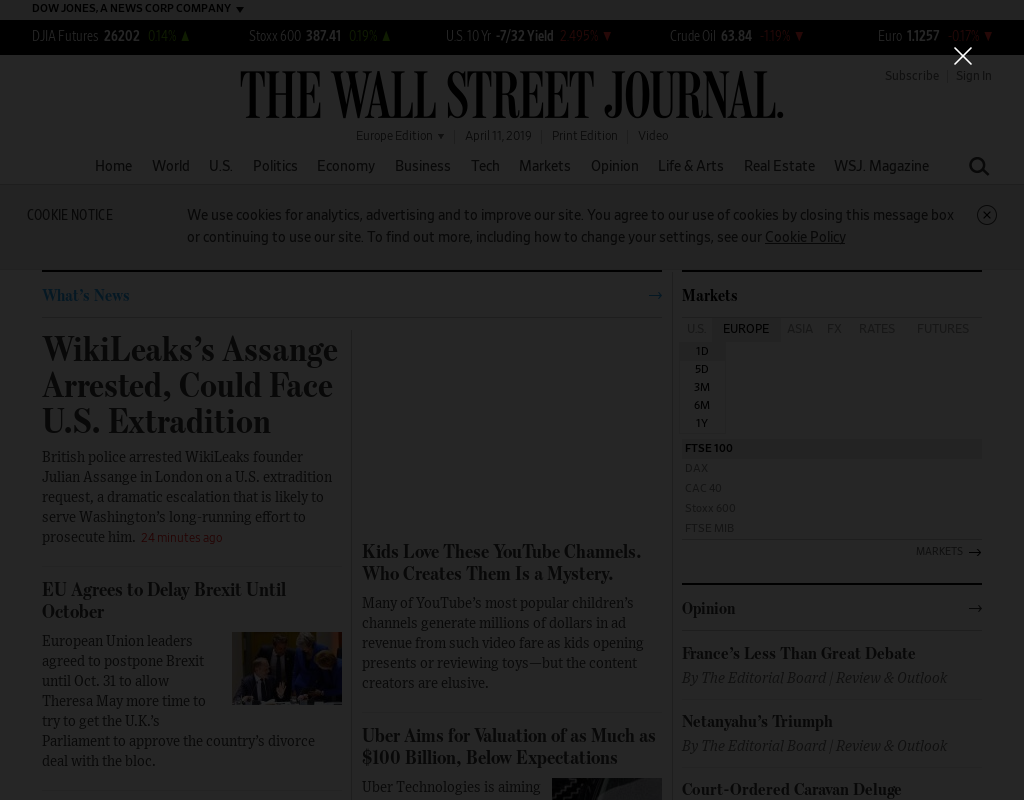 DOW JONES, A NEWS CORP COMPANY
DJIA Futures 26202 0.14%
Stoxx 600 387.41 0.19%
U.S. 10 Yr -7/32 Yield 2.495%
Crude Oil 63.84 -1.19%
Euro 1.1257 -0.17%
Subscribe
Sign In
THE WALL STREET JOURNAL.
Europe Edition
April 11, 2019
Print Edition
Video
Home World U.S. Politics Economy Business Tech Markets Opinion Life & Arts Real Estate WSJ. Magazine
COOKIE NOTICE
We use cookies for analytics, advertising and to improve our site. You agree to our use of cookies by closing this message box
or continuing to use our site. To find out more, including how to change your settings, see our Cookie Policy
What's News
WikiLeaks's Assange
Arrested, Could Face
U.S. Extradition
British police arrested WikiLeaks founder
Julian Assange in London on a U.S. extradition
request, a dramatic escalation that is likely to
serve Washington's long-running effort to
prosecute him. 24 minutes ago
EU Agrees to Delay Brexit Until
October
European Union leaders
agreed to postpone Brexit
until Oct. 31 to allow
Theresa May more time to
try to get the U.K.'s
Parliament to approve the country's divorce
deal with the bloc.
Kids Love These YouTube Channels.
Who Creates Them Is a Mystery.
Many of YouTube's most popular children's
channels generate millions of dollars in ad
revenue from such video fare as kids opening
presents or reviewing toys—but the content
creators are elusive.
Uber Aims for Valuation of as Much as
$100 Billion, Below Expectations
Uber Technologies is aiming
Markets
U.S. EUROPE ASIA FX RATES FUTURES
1D
5D
3M
6M
1Y
FTSE 100
DAX
CAC 40
Stoxx 600
FTSE MIB
MARKETS
Opinion
France's Less Than Great Debate
By The Editorial Board | Review & Outlook
Netanyahu's Triumph
By The Editorial Board | Review & Outlook
Court-Ordered Caravan Deluge